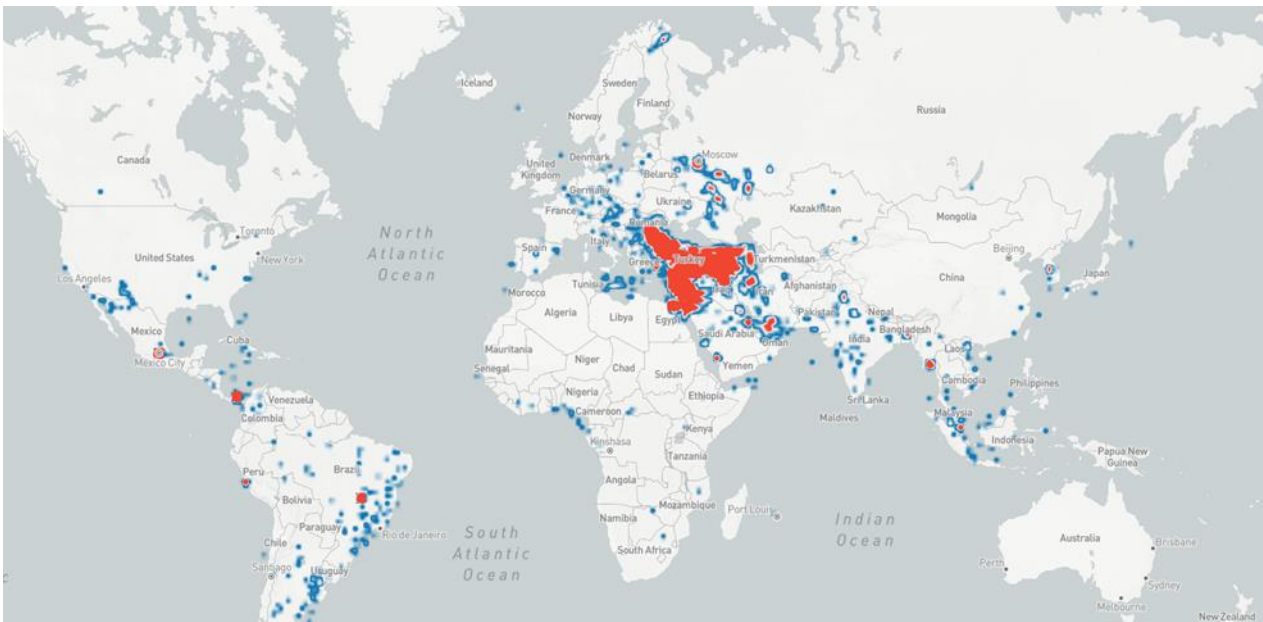 Iceland
Sweden
Finland
Norway
Russia
Canada
United
Kingdom
Denmark
Moscow
Belarus
Germany
Ukraine
Kazakhstan
Mongolia
France
Romania
Toronto
North
Atlantic
Ocean
Italy
Spain
United States
New York
Greece
Turkey
Turkmenistan
Beijing
Los Angeles
China
Japan
Tunisia
Morocco
Iraq
Iran
Afghanistan
Algeria
Libya
Egypt
Pakistan
Nepal
Mexico
Cuba
Saudi Arabia
Bangladesh
Oman
India
Laos
Mexico City
Mauritania
Niger
Chad
Sudan
Yemen
Senegal
Cambodia
Philippines
Nigeria
Ethiopia
Venezuela
Sri Lanka
Colombia
Cameroon
Maldives
Malaysia
Kenya
Kinshasa
Indonesia
Tanzania
Papua New
Guinea
Peru
Brazil
Angola
Bolivia
Mozambique
Port Louis
Namibia
Indian
Ocean
Paraguay
Rio de Janeiro
South
Atlantic
Ocean
Chile
South Africa
Australia
Brisbane
Santiago
Uruguay
Perth
Sydney
Melbourne
New Zealand